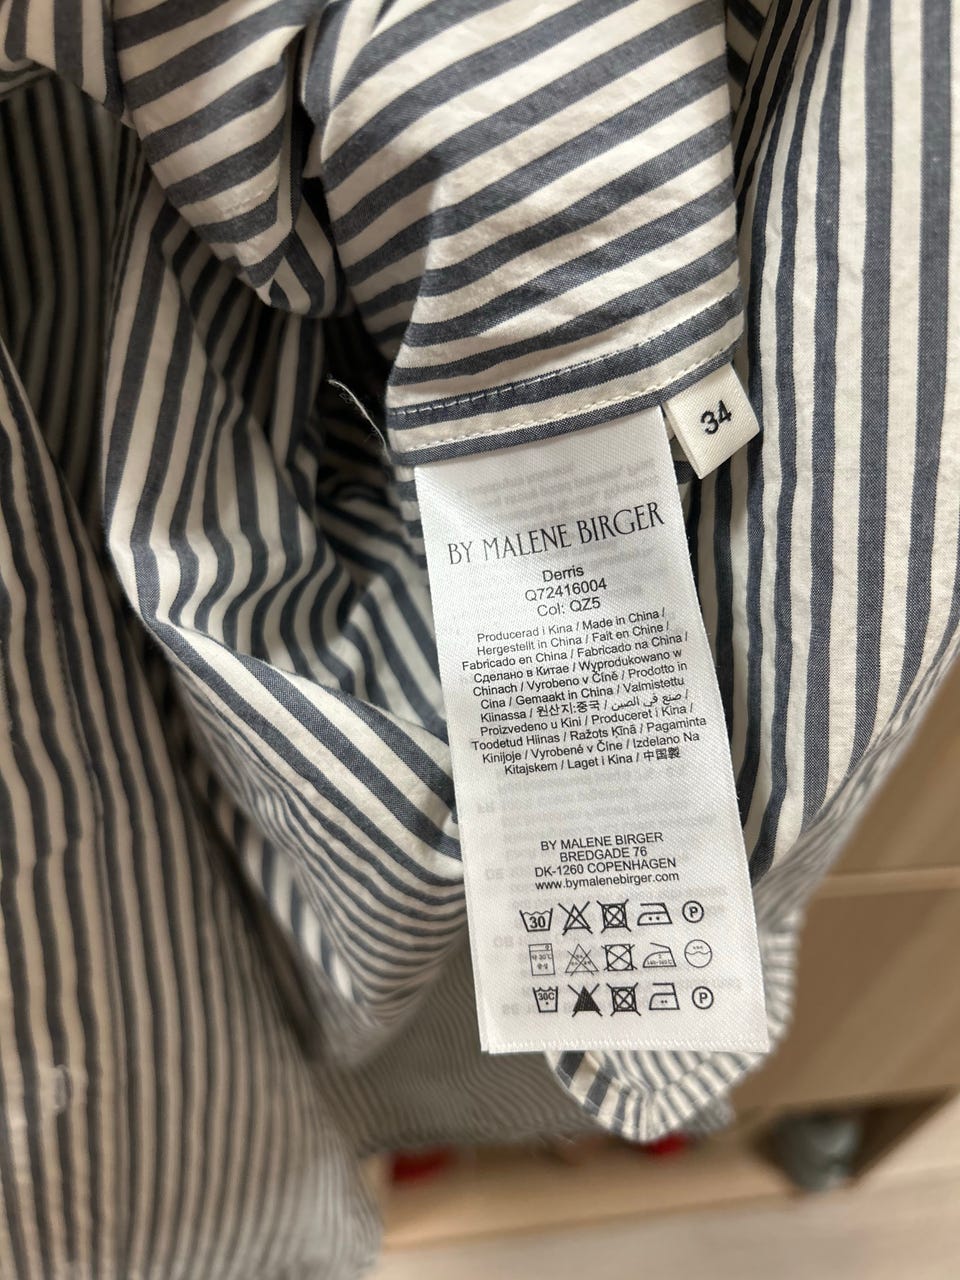 34
BY MALENE BIRGER
Derris
Q72416004
Col: QZ5
Producerad i Kina / Made in China /
Hergestellt in China / Fait en Chine /
Fabricado en China / Fabricado na China /
Сделано в Китае / Wyprodukowano w
Chinach / Vyrobeno v Číně / Prodotto in
Cina / Gemaakt in China / Valmistettu
Kiinassa / 원산지:중국 / صنع في الصين /
Proizvedeno u Kini / Produceret i Kina /
Toodetud Hiinas / Ražots Ķīnā / Pagaminta
Kinijoje / Vyrobené v Číne / Izdelano Na
Kitajskem / Laget i Kina / 中国製
BY MALENE BIRGER
BREDGADE 76
DK-1260 COPENHAGEN
www.bymalenebirger.com
30 P
30C P